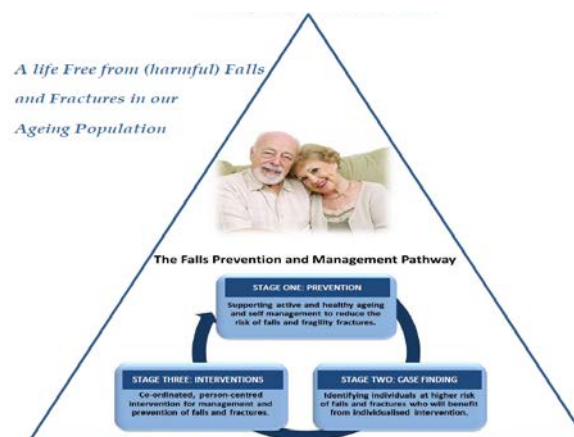 A life Free from (harmful) Falls
and Fractures in our
Ageing Population
The Falls Prevention and Management Pathway
STAGE ONE: PREVENTION
Supporting active and healthy ageing
and self management to reduce the
risk of falls and fragility fractures.
STAGE THREE: INTERVENTIONS
Co-ordinated, person-centred
intervention for management and
prevention of falls and fractures.
STAGE TWO: CASE FINDING
Identifying individuals at higher risk
of falls and fractures who will benefit
from individualised intervention.